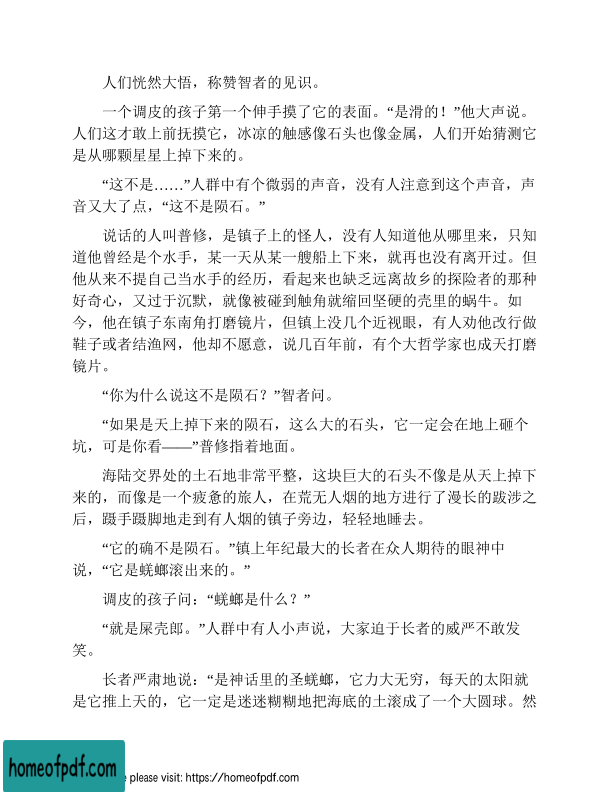 人们恍然大悟，称赞智者的见识。
一个调皮的孩子第一个伸手摸了它的表面。“是滑的！”他大声说。
人们这才敢上前抚摸它，冰凉的触感像石头也像金属，人们开始猜测它
是从哪颗星星上掉下来的。
“这不是……”人群中有个微弱的声音，没有人注意到这个声音，声
音又大了点，“这不是陨石。”
说话的人叫普修，是镇子上的怪人，没有人知道他从哪里来，只知
道他曾经是个水手，某一天从某一艘船上下来，就再也没有离开过。但
他从来不提自己当水手的经历，看起来也缺乏远离故乡的探险者的那种
好奇心，又过于沉默，就像被碰到触角就缩回坚硬的壳里的蜗牛。如
今，他在镇子东南角打磨镜片，但镇上没几个近视眼，有人劝他改行做
鞋子或者结渔网，他却不愿意，说几百年前，有个大哲学家也成天打磨
镜片。
“你为什么说这不是陨石？”智者问。
“如果是天上掉下来的陨石，这么大的石头，它一定会在地上砸个
坑，可是你看——”普修指着地面。
海陆交界处的土石地非常平整，这块巨大的石头不像是从天上掉下
来的，而像是一个疲惫的旅人，在荒无人烟的地方进行了漫长的跋涉之
后，蹑手蹑脚地走到有人烟的镇子旁边，轻轻地睡去。
“它的确不是陨石。”镇上年纪最大的长者在众人期待的眼神中
说，“它是蜣螂滚出来的。”
调皮的孩子问：“蜣螂是什么？”
“就是屎壳郎。”人群中有人小声说，大家迫于长者的威严不敢发
笑。
长者严肃地说：“是神话里的圣蜣螂，它力大无穷，每天的太阳就
是它推上天的，它一定是迷迷糊糊地把海底的土滚成了一个大圆球。然
homeofpdf.com
e please visit: https://homeofpdf.com